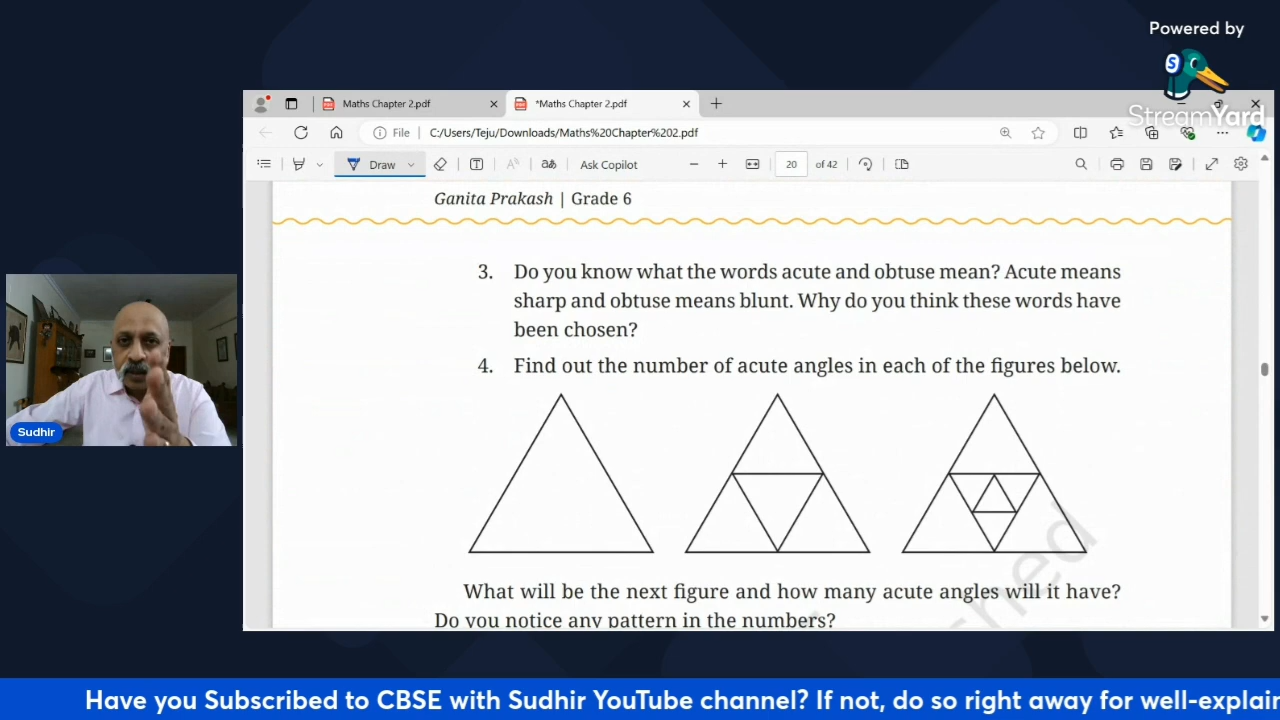 Powered by
StreamYard
Maths Chapter 2.pdf
*Maths Chapter 2.pdf
File
C:/Users/Teju/Downloads/Maths%20Chapter%202.pdf
Draw
Ask Copilot
20 of 42
Ganita Prakash | Grade 6
3. Do you know what the words acute and obtuse mean? Acute means
sharp and obtuse means blunt. Why do you think these words have
been chosen?
4. Find out the number of acute angles in each of the figures below.
What will be the next figure and how many acute angles will it have?
Do you notice any pattern in the numbers?
Sudhir
Have you Subscribed to CBSE with Sudhir YouTube channel? If not, do so right away for well-explai